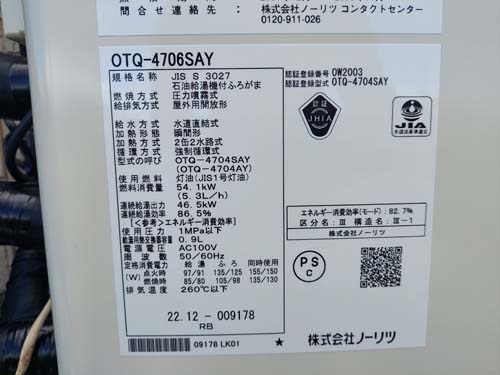 問合せ連絡先 株式会社ノーリツ コンタクトセンター
0120-911-026
OTQ-4706SAY
規格名称 JIS S 3027
石油給湯機付ふろがま
燃焼方式 圧力噴霧式
給排気方式 屋外用開放形
給水方式 水道直結式
加熱形態 瞬間形
加熱方式 2缶2水路式
循環方式 強制循環式
型式の呼び OTQ-4704SAY
(OTQ-4704AY)
使用燃料 灯油(JIS1号灯油)
燃料消費量 54.1kW
(5.3L/h)
連続給湯出力 46.5kW
連続給湯効率 86.5%
[<参考>エネルギー消費効率]
使用圧力 1MPa以下
給湯用熱交換器容量 0.9L
電源電圧 AC100V
周波数 50/60Hz
定格消費電力 給湯 ふろ 同時使用
(W) 点火時 97/91 135/125 155/150
燃焼時 85/80 105/98 135/130
排気温度 260℃以下
22.12-009178
RB
09178 LK01 ★
認証登録番号 OW2003
認証登録型式 OTQ-4704SAY
認証
JHIA
JIA
水道法基準適合
エネルギー消費効率(モード): 82.7%
区分名: Ⅲ Ⅲ-1
株式会社ノーリツ
PS
C
株式会社ノーリツ